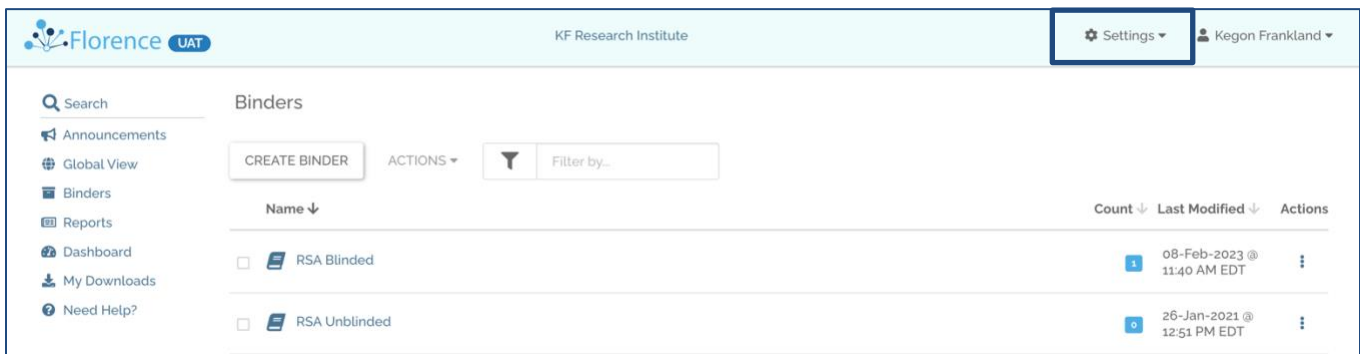 Florence UAT
KF Research Institute
Settings
Kegon Frankland
Search
Announcements
Global View
Binders
Reports
Dashboard
My Downloads
Need Help?
Binders
CREATE BINDER ACTIONS Filter by...
Name Count Last Modified Actions
RSA Blinded 1 08-Feb-2023 @
11:40 AM EDT
RSA Unblinded 0 26-Jan-2021 @
12:51 PM EDT